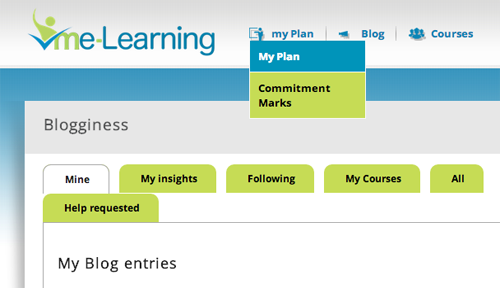 me-Learning
my Plan
Blog
Courses
My Plan
Commitment
Marks
Blogginess
Mine
My insights
Following
My Courses
All
Help requested
My Blog entries